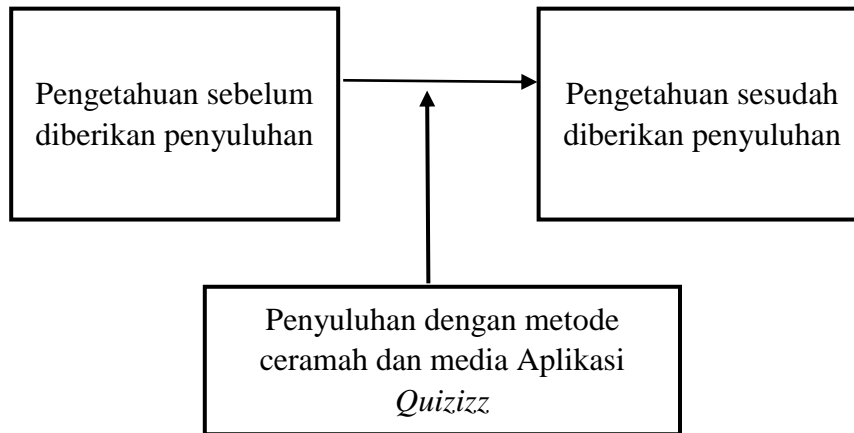 Pengetahuan sebelum
diberikan penyuluhan
Pengetahuan sesudah
diberikan penyuluhan
Penyuluhan dengan metode
ceramah dan media Aplikasi
Quizizz